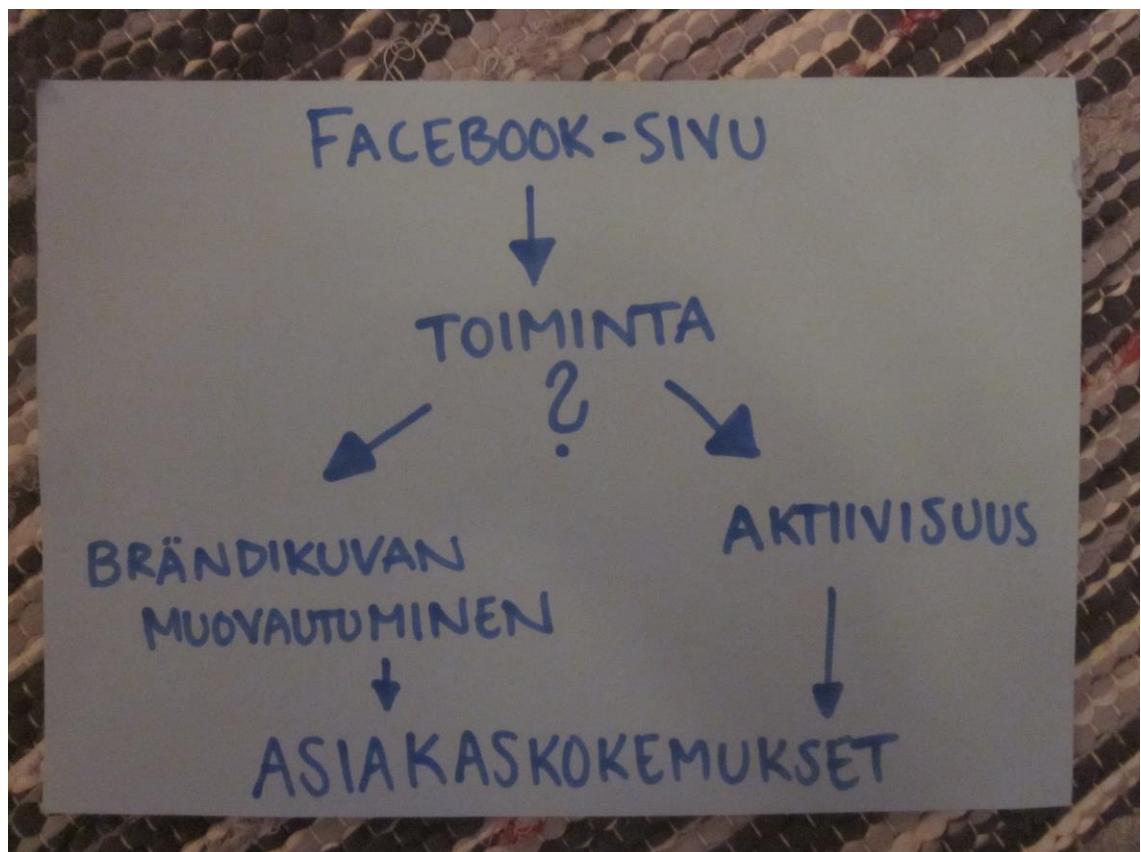 FACEBOOK-SIVU
TOIMINTA
?
BRÄNDIKUVAN
MUOVAUTUMINEN
AKTIIVISUUS
ASIAKASKOKEMUKSET